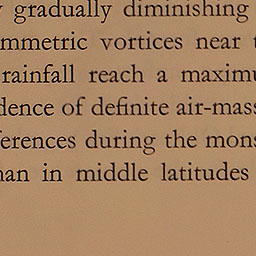 gradually diminishing
mmetric vortices near
rainfall reach a maximu
dence of definite air-mass
ferences during the mons
han in middle latitudes